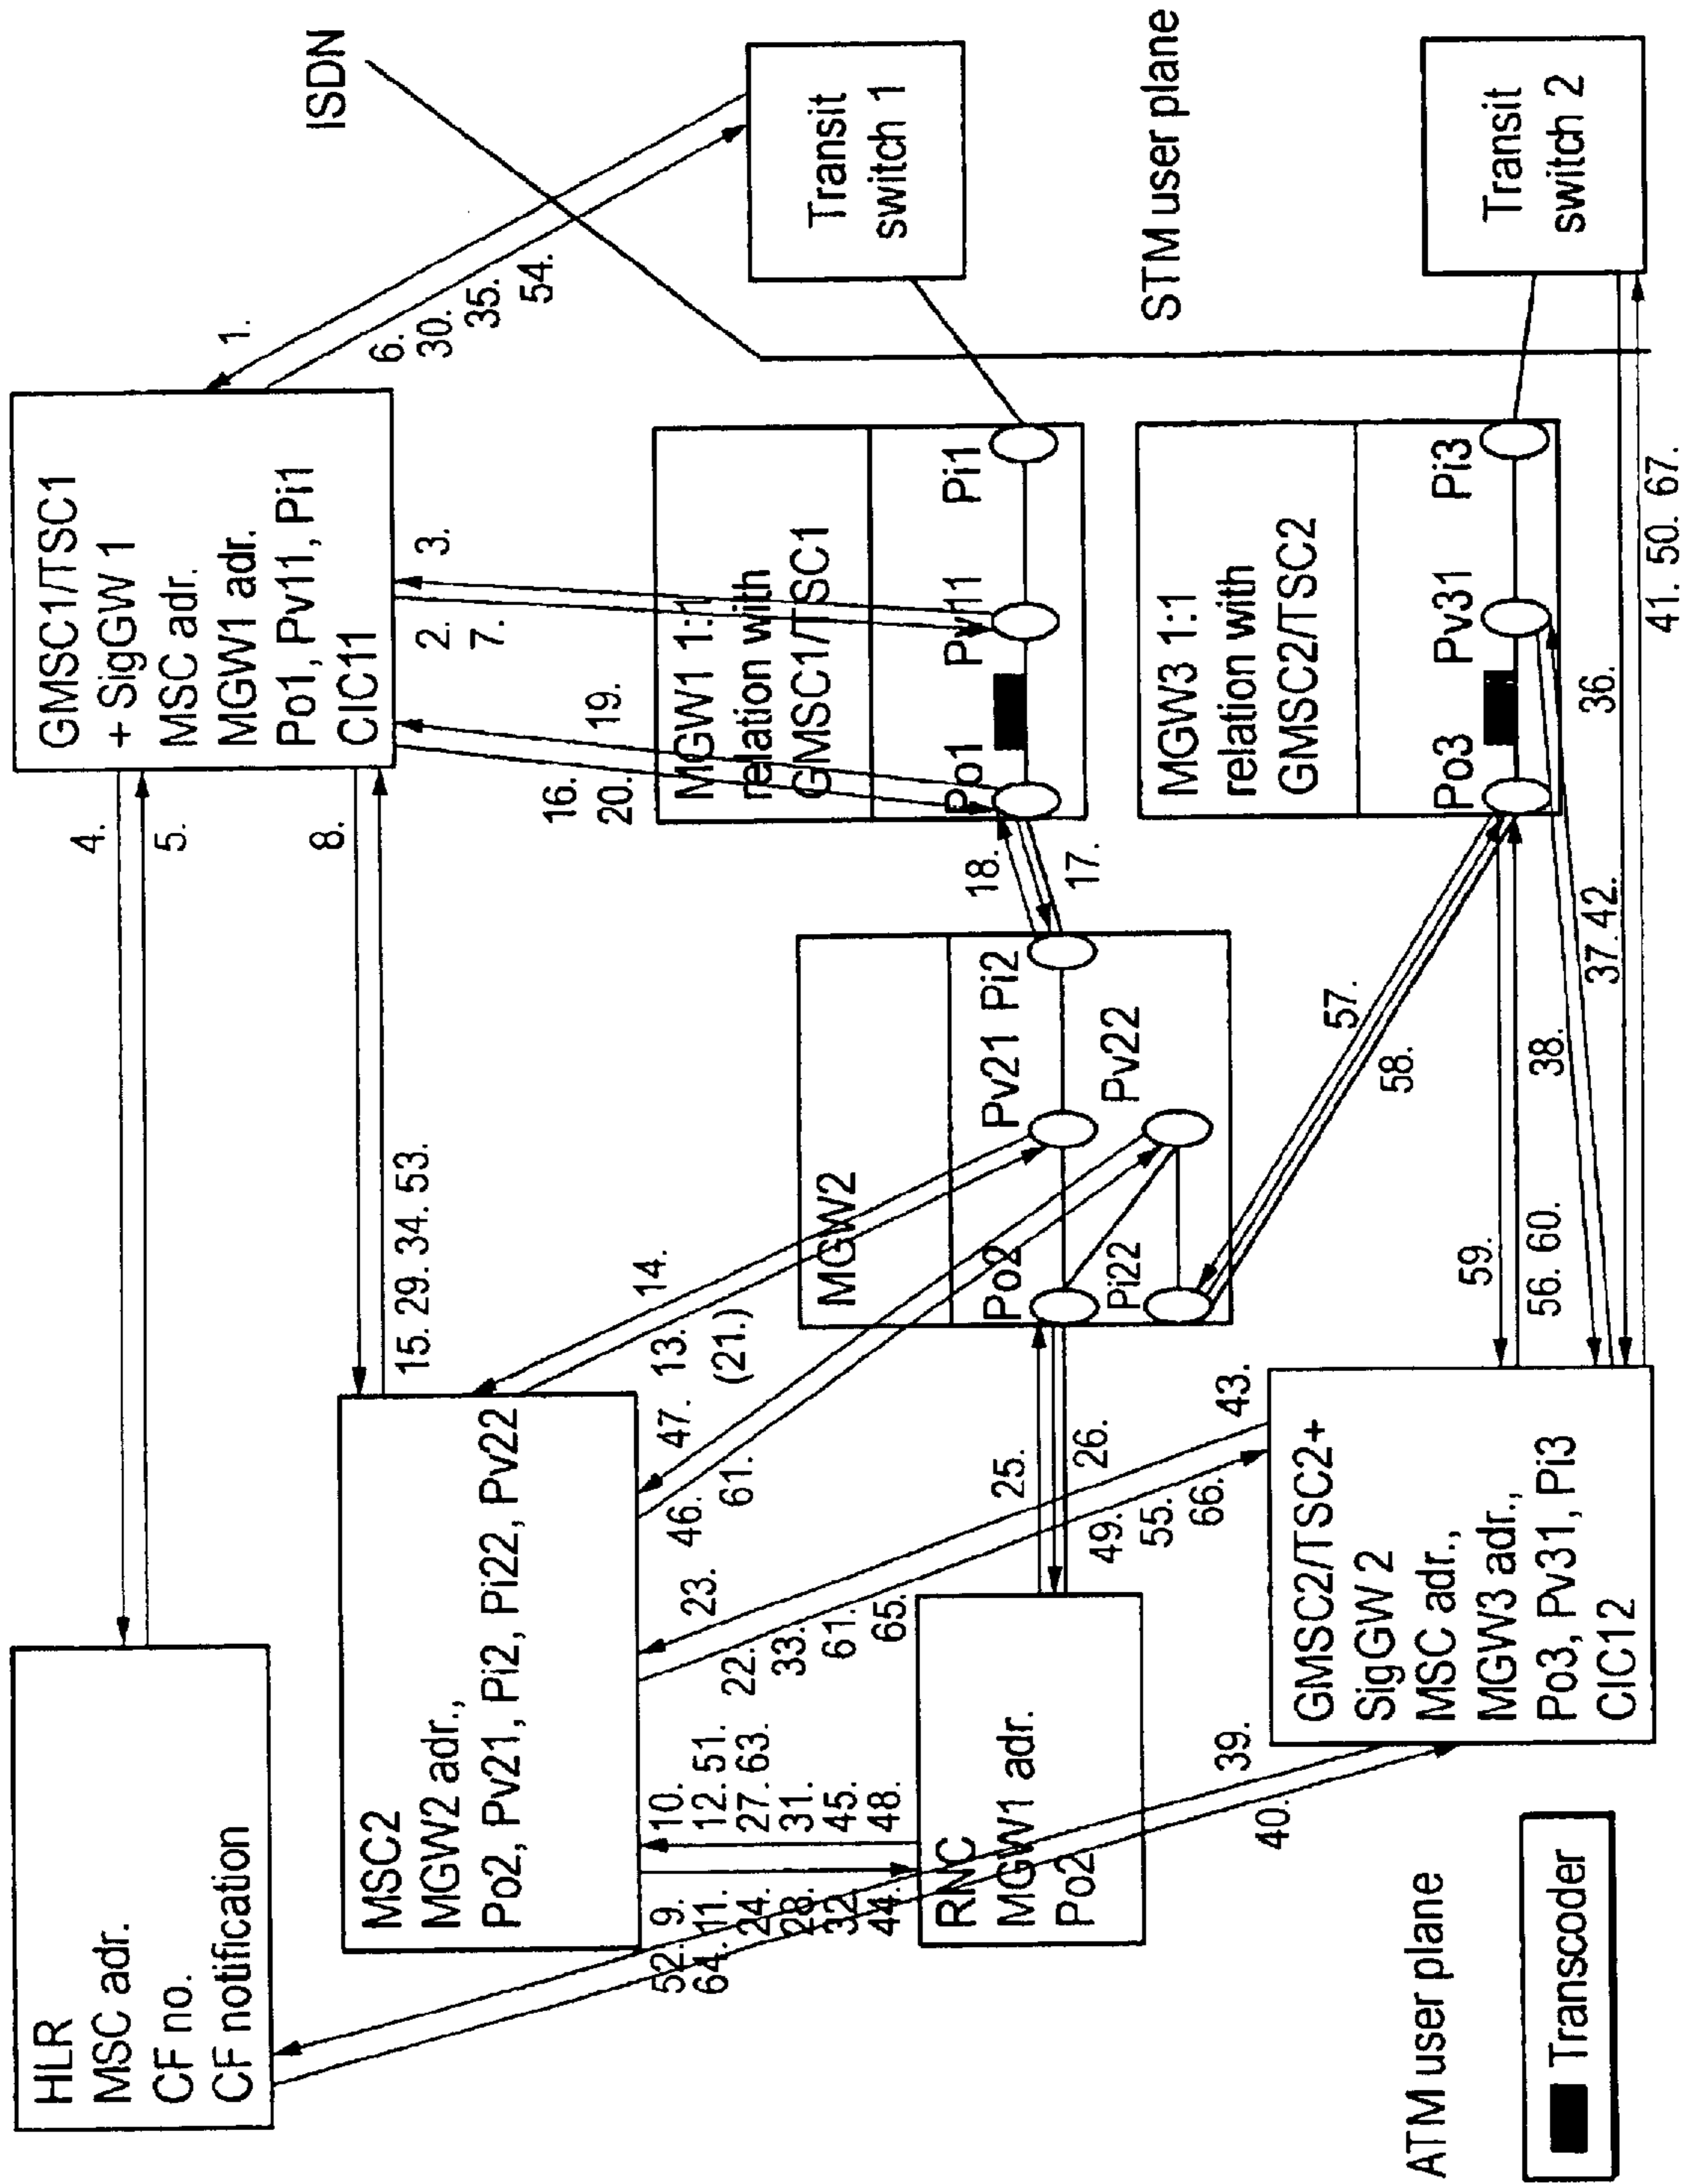 HLR
MSC adr.
CF no.
CF notification
4.
5.
GMSC1/TSC1
+ SigGW 1
MSC adr.
MGW1 adr.
Po1, Pv11, Pi1
CIC11
1.
6.
30.
35.
54.
ISDN
8.
15. 29. 34. 53.
2.
7.
3.
16.
20.
19.
MSC2
MGW2 adr.,
Po2, Pv21, Pi2, Pi22, Pv22
14.
13.
(21.)
47.
46.
61.
MGW1 1:1
relation with
GMSC1/TSC1
Po1
Pv11
Pi1
Transit
switch 1
18.
17.
MGW2
Po2
Pv21 Pi2
Pi22
Pv22
52. 9.
64. 11.
24.
28.
32.
44.
10.
12. 51.
27. 63.
31.
45.
48.
22.
33.
61.
65.
23.
25.
26.
49.
55.
66.
43.
RNC
MGW1 adr.
Po2
STM user plane
MGW3 1:1
relation with
GMSC2/TSC2
Po3
Pv31
Pi3
Transit
switch 2
57.
58.
39.
40.
GMSC2/TSC2+
SigGW 2
MSC adr.,
MGW3 adr.,
Po3, Pv31, Pi3
CIC12
59.
56. 60.
38.
37. 42.
36.
41. 50. 67.
ATM user plane
Transcoder